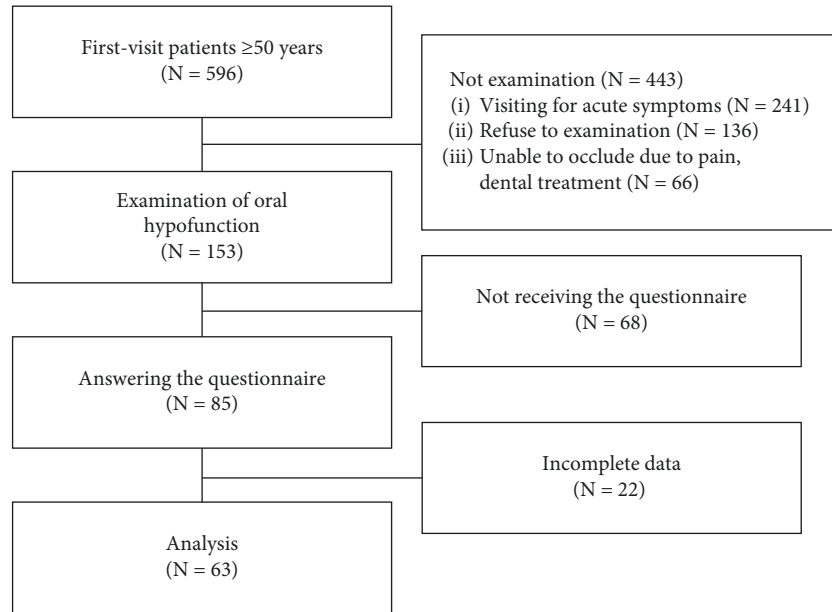 First-visit patients ≥50 years
(N = 596)
Not examination (N = 443)
(i) Visiting for acute symptoms (N = 241)
(ii) Refuse to examination (N = 136)
(iii) Unable to occlude due to pain,
dental treatment (N = 66)
Examination of oral
hypofunction
(N = 153)
Not receiving the questionnaire
(N = 68)
Answering the questionnaire
(N = 85)
Incomplete data
(N = 22)
Analysis
(N = 63)